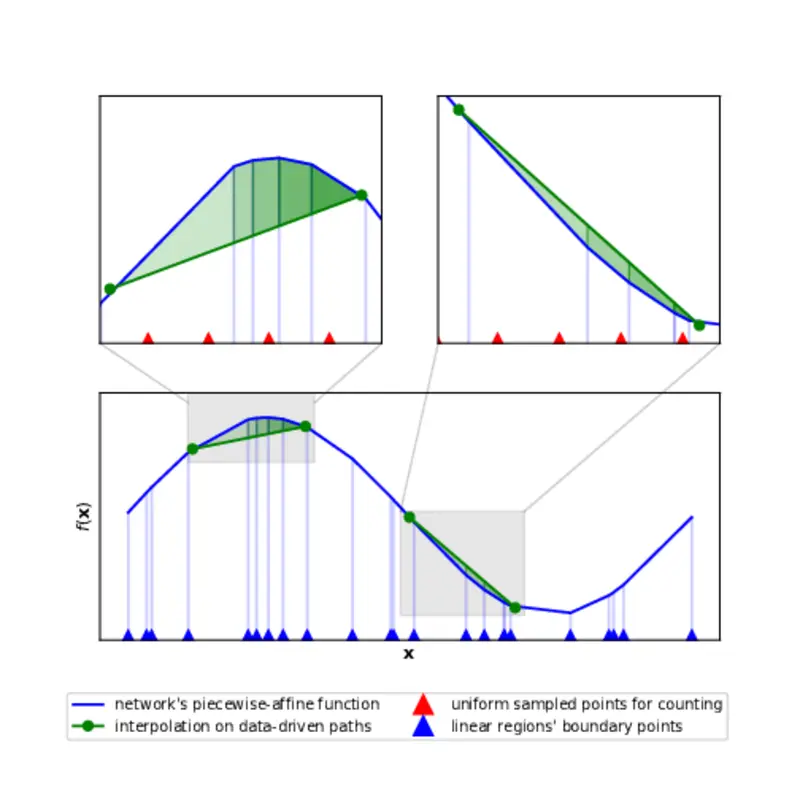 f(x)
x
network's piecewise-affine function
interpolation on data-driven paths
uniform sampled points for counting
linear regions' boundary points